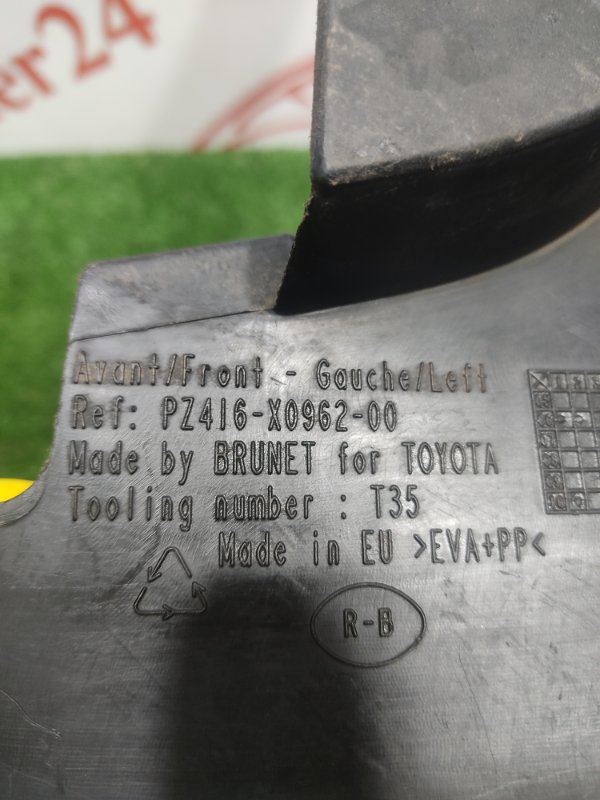 er24
Avant/Front - Gauche/Left
Ref: PZ416-X0962-00
Made by BRUNET for TOYOTA
Tooling number : T35
Made in EU >EVA+PP<
R-B